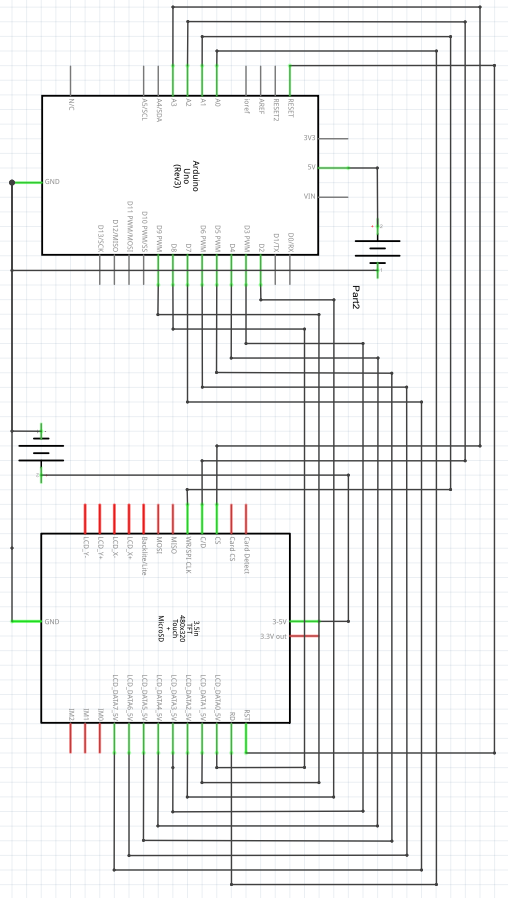 N/C
A5/SCL
A4/SDA
A3
A2
A1
A0
ioref
AREF
RESET2
RESET
3V3
5V
VIN
GND
Arduino
Uno
(Rev3)
D13/SCK
D12/MISO
D11 PWM/MOSI
D10 PWM/SS
D9 PWM
D8
D7
D6 PWM
D5 PWM
D4
D3 PWM
D2
D1/TX
D0/RX
Part2
LCD_Y-
LCD_Y+
LCD_X-
LCD_X+
Backlite/Lite
MOSI
MISO
WR/SPI CLK
C/D
CS
Card CS
Card Detect
GND
3.5in
TFT
480x320
Touch
+
MicroSD
3-5V
3.3V out
IM2
IM1
IM0
LCD_DATA7_5V
LCD_DATA6_5V
LCD_DATA5_5V
LCD_DATA4_5V
LCD_DATA3_5V
LCD_DATA2_5V
LCD_DATA1_5V
LCD_DATA0_5V
RD
RST